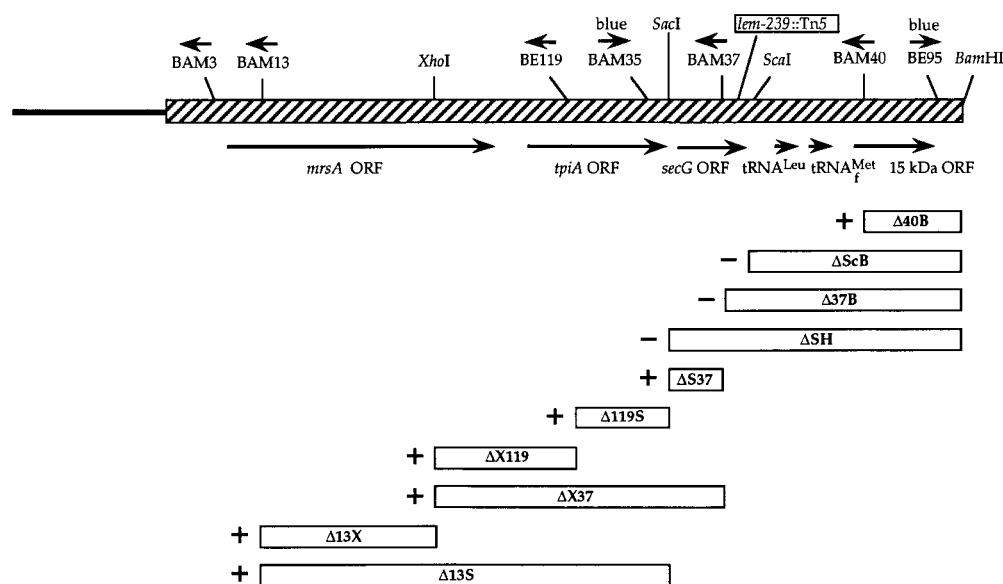 blue SacI lem-239::Tn5 blue
BAM3 BAM13 XhoI BE119 BAM35 BAM37 ScaI BAM40 BE95 BamHI
mrsA ORF tpiA ORF secG ORF tRNALeu tRNAfMet 15 kDa ORF
+ Δ40B
− ΔScB
− Δ37B
− ΔSH
+ ΔS37
+ Δ119S
+ ΔX119
+ ΔX37
+ Δ13X
+ Δ13S